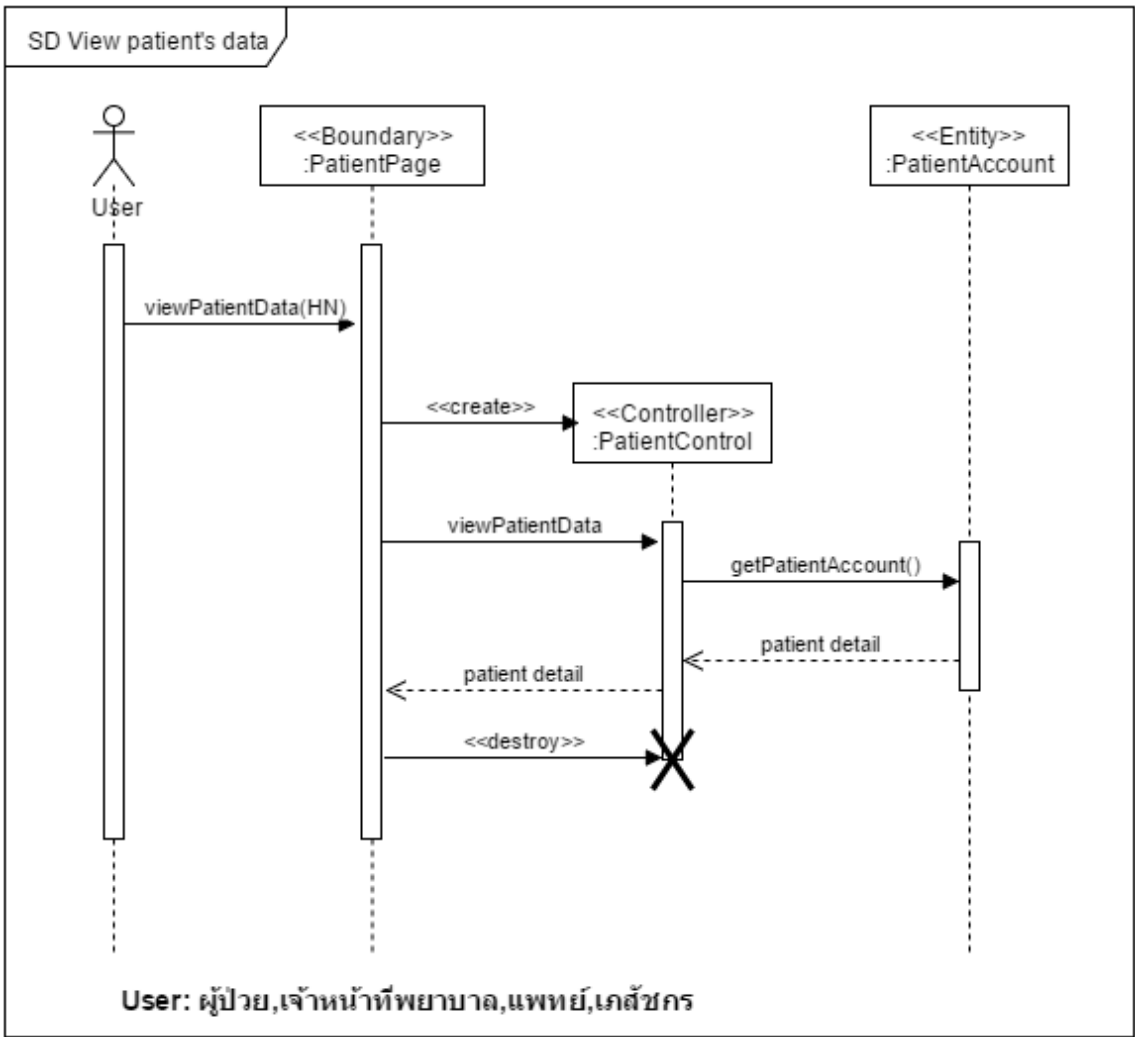 SD View patient's data
<<Boundary>>
:PatientPage
<<Entity>>
:PatientAccount
User
viewPatientData(HN)
<<create>>
<<Controller>>
:PatientControl
viewPatientData
getPatientAccount()
patient detail
patient detail
<<destroy>>
User: ผู้ป่วย,เจ้าหน้าที่พยาบาล,แพทย์,เภสัชกร